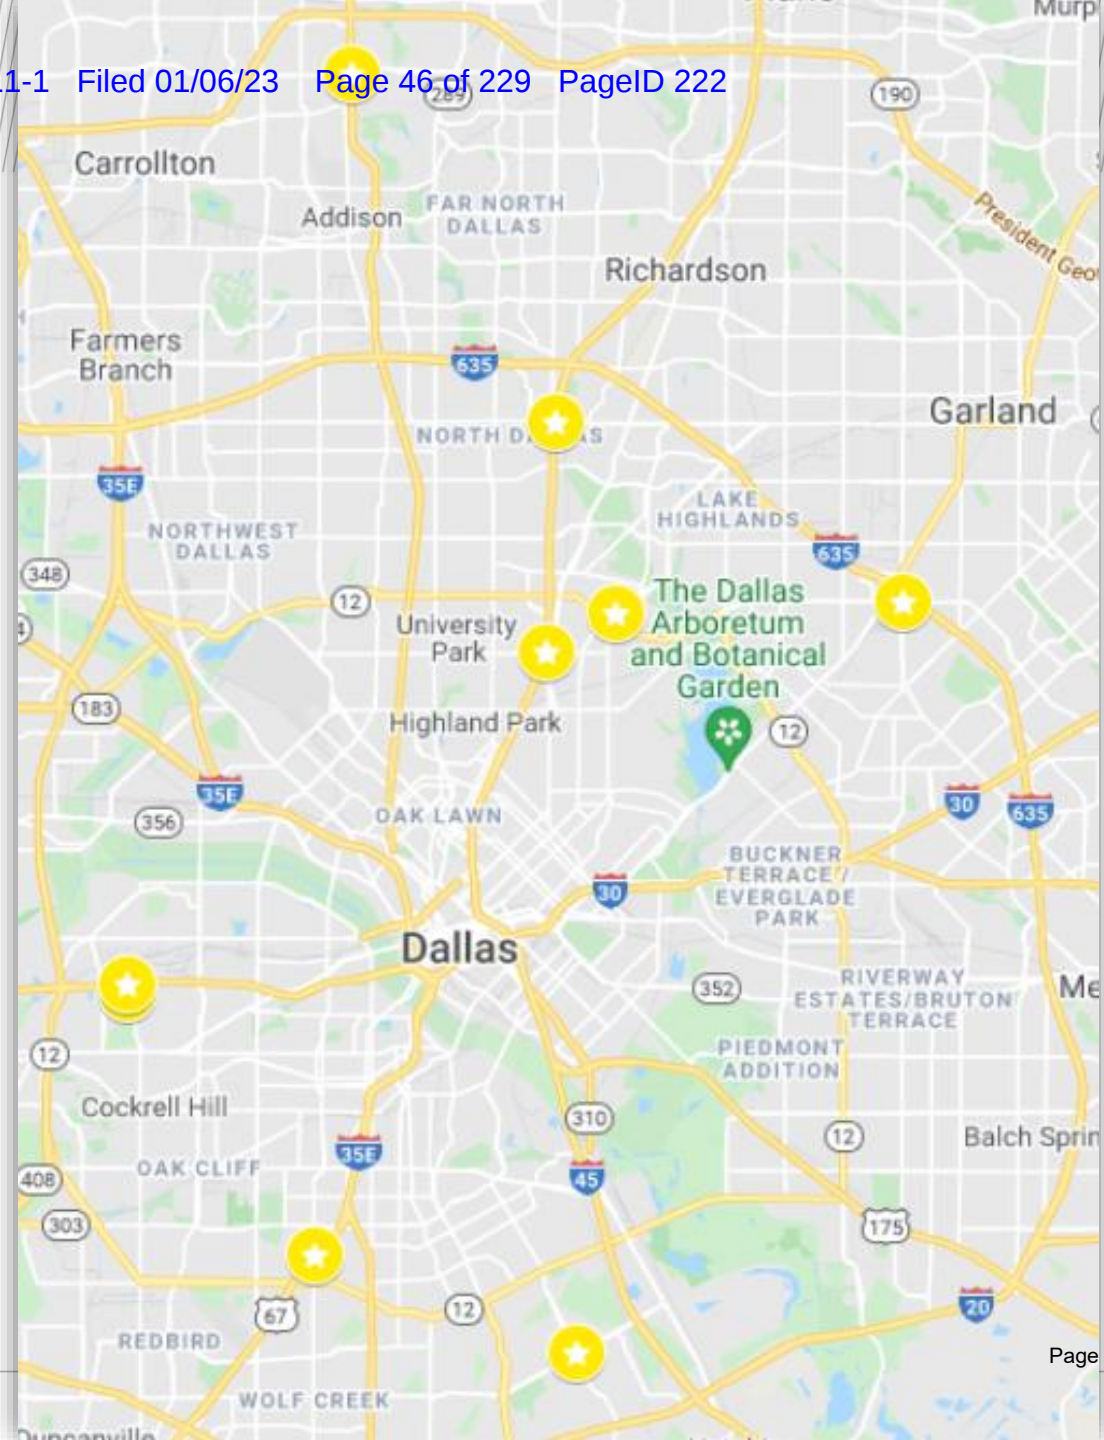 Murp
1-1 Filed 01/06/23 Page 46 of 229 PageID 222
289
190
Carrollton
Addison
FAR NORTH
DALLAS
President Geo
Richardson
Farmers
Branch
635
Garland
NORTH D AS
35E
LAKE
HIGHLANDS
NORTHWEST
DALLAS
635
348
12
The Dallas
Arboretum
and Botanical
Garden
University
Park
4
183
Highland Park
12
35E
30
635
356
OAK LAWN
BUCKNER
TERRACE /
EVERGLADE
PARK
30
Dallas
352
RIVERWAY
ESTATES/BRUTON
TERRACE
Me
12
PIEDMONT
ADDITION
Cockrell Hill
310
12
Balch Sprin
35E
OAK CLIFF
45
408
303
175
67
12
20
REDBIRD
Page
WOLF CREEK
Duncanville